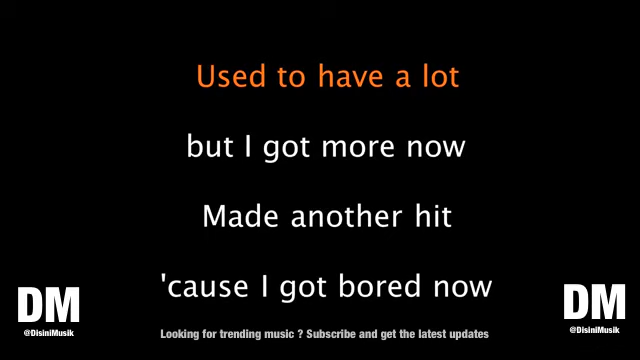 Used to have a lot
but I got more now
Made another hit
'cause I got bored now
DM
@DisiniMusik
DM
@DisiniMusik
Looking for trending music ? Subscribe and get the latest updates